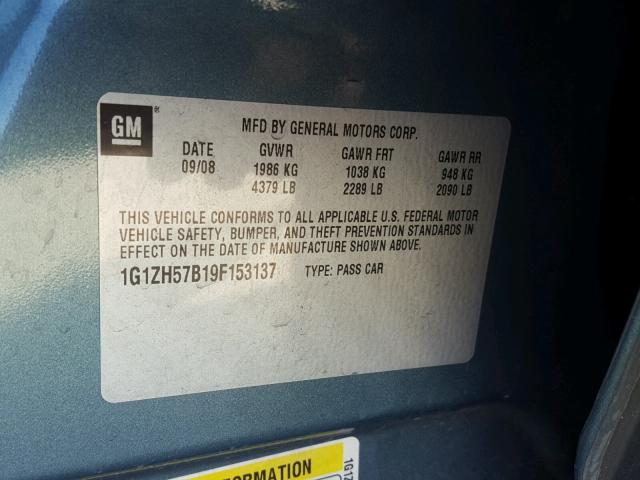 GM
MFD BY GENERAL MOTORS CORP.
DATE GVWR GAWR FRT GAWR RR
09/08 1986 KG 1038 KG 948 KG
4379 LB 2289 LB 2090 LB
THIS VEHICLE CONFORMS TO ALL APPLICABLE U.S. FEDERAL MOTOR
VEHICLE SAFETY, BUMPER, AND THEFT PREVENTION STANDARDS IN
EFFECT ON THE DATE OF MANUFACTURE SHOWN ABOVE.
1G1ZH57B19F153137 TYPE: PASS CAR